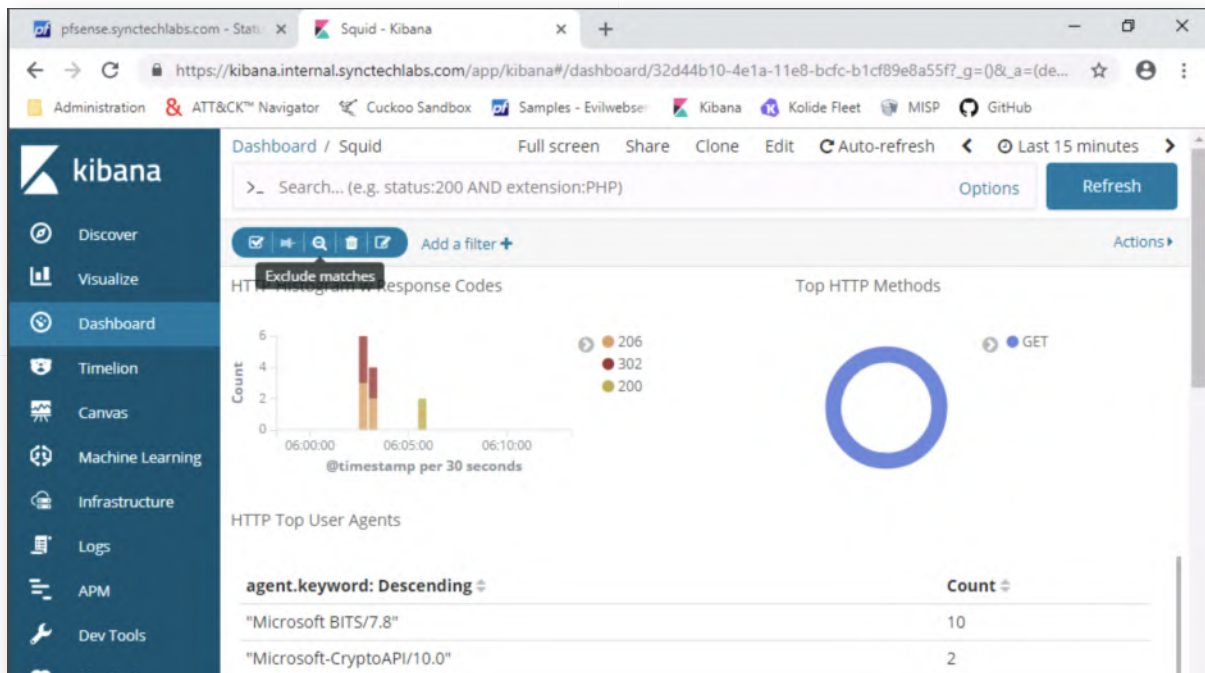 pfsense.synctechlabs.com - Statu
Squid - Kibana
https://kibana.internal.synctechlabs.com/app/kibana#/dashboard/32d44b10-4e1a-11e8-bcfc-b1cf89e8a55f?_g=()&_a=(de...
Administration ATT&CK™ Navigator Cuckoo Sandbox Samples - Evilwebser Kibana Kolide Fleet MISP GitHub
kibana
Dashboard / Squid Full screen Share Clone Edit Auto-refresh Last 15 minutes
>_ Search... (e.g. status:200 AND extension:PHP) Options Refresh
Add a filter + Actions
Exclude matches
Discover
Visualize
Dashboard
Timelion
Canvas
Machine Learning
Infrastructure
Logs
APM
Dev Tools
HTTP Histogram w Response Codes
Count
6
4
2
0
06:00:00 06:05:00 06:10:00
@timestamp per 30 seconds
206
302
200
Top HTTP Methods
GET
HTTP Top User Agents
agent.keyword: Descending Count
"Microsoft BITS/7.8" 10
"Microsoft-CryptoAPI/10.0" 2